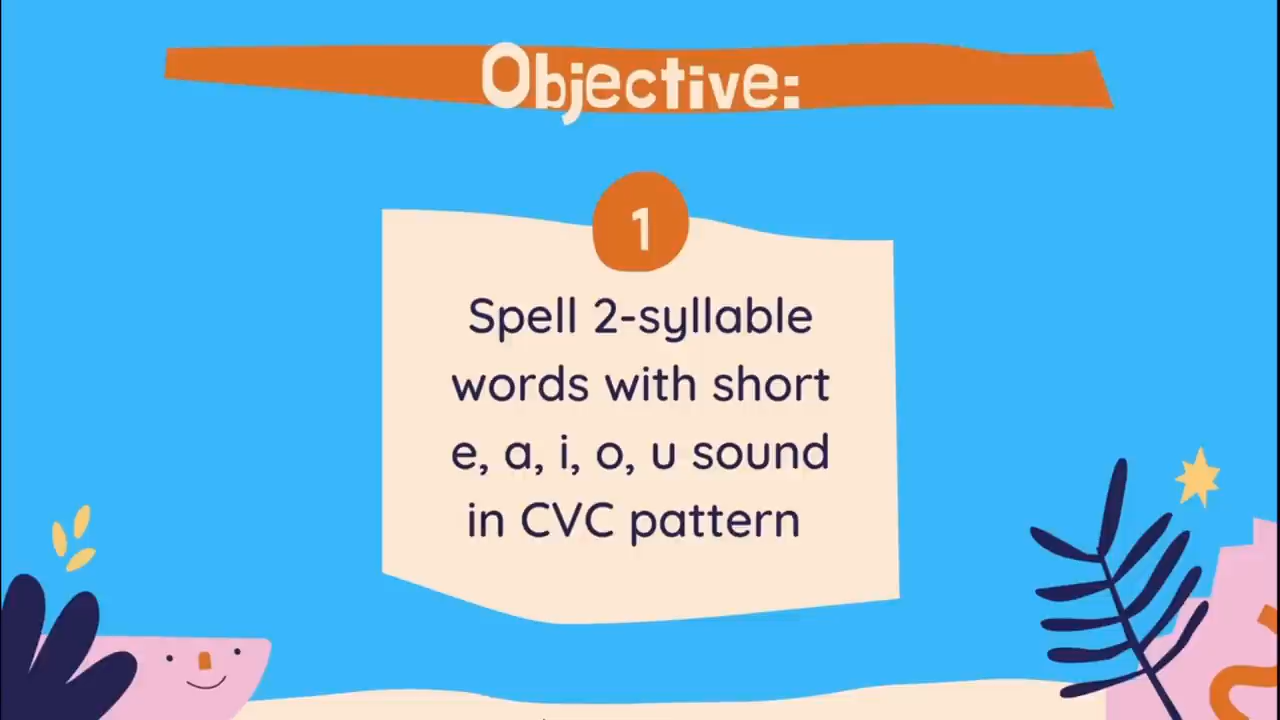 Objective:
1
Spell 2-syllable
words with short
e, a, i, o, u sound
in CVC pattern